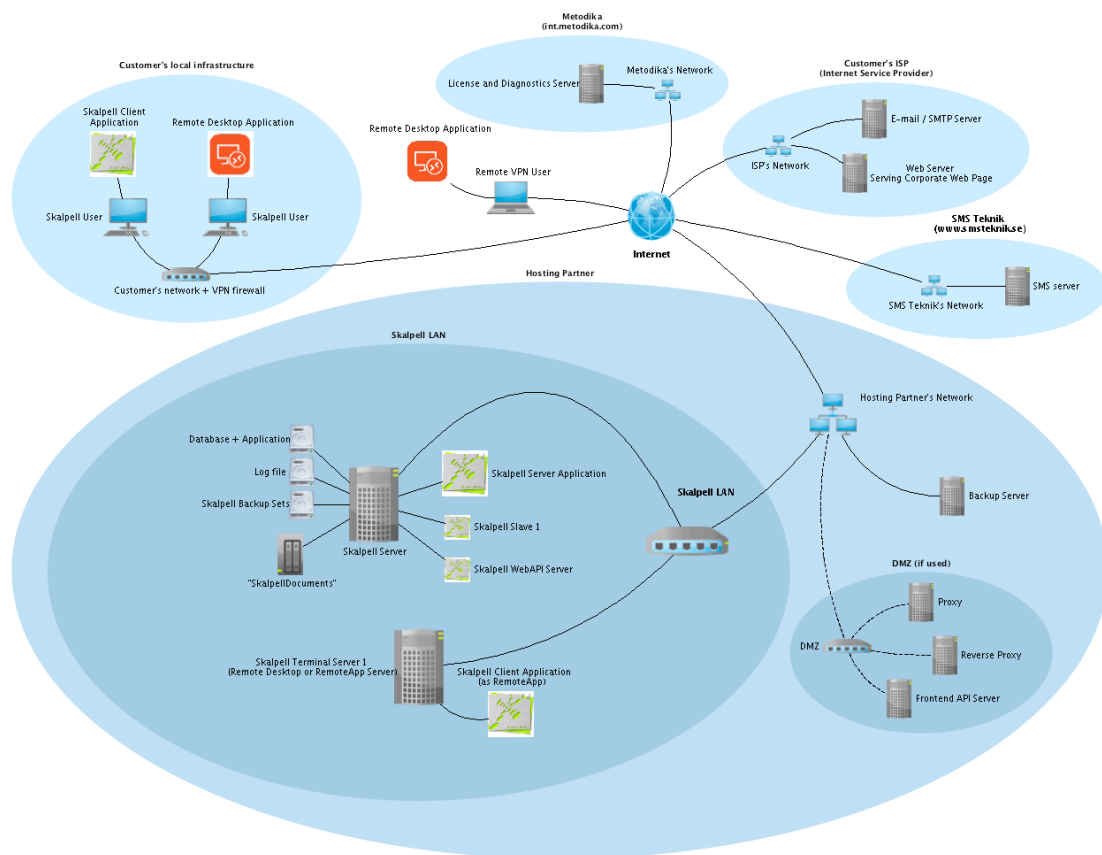 Metodika
(int.metodika.com)
Customer's local infrastructure
Customer's ISP
(Internet Service Provider)
License and Diagnostics Server
Metodika's Network
Skalpell Client
Application
Remote Desktop Application
Remote Desktop Application
E-mail / SMTP Server
ISP's Network
Web Server
Serving Corporate Web Page
Remote VPN User
Skalpell User
Skalpell User
SMS Teknik
(www.smsteknik.se)
Internet
Hosting Partner
Customer's network + VPN firewall
SMS server
SMS Teknik's Network
Skalpell LAN
Hosting Partner's Network
Database + Application
Log file
Skalpell Server Application
Skalpell LAN
Skalpell Backup Sets
Backup Server
Skalpell Slave 1
Skalpell Server
Skalpell WebAPI Server
"SkalpellDocuments"
DMZ (if used)
Proxy
DMZ
Reverse Proxy
Skalpell Terminal Server 1
(Remote Desktop or RemoteApp Server)
Skalpell Client Application
(as RemoteApp)
Frontend API Server